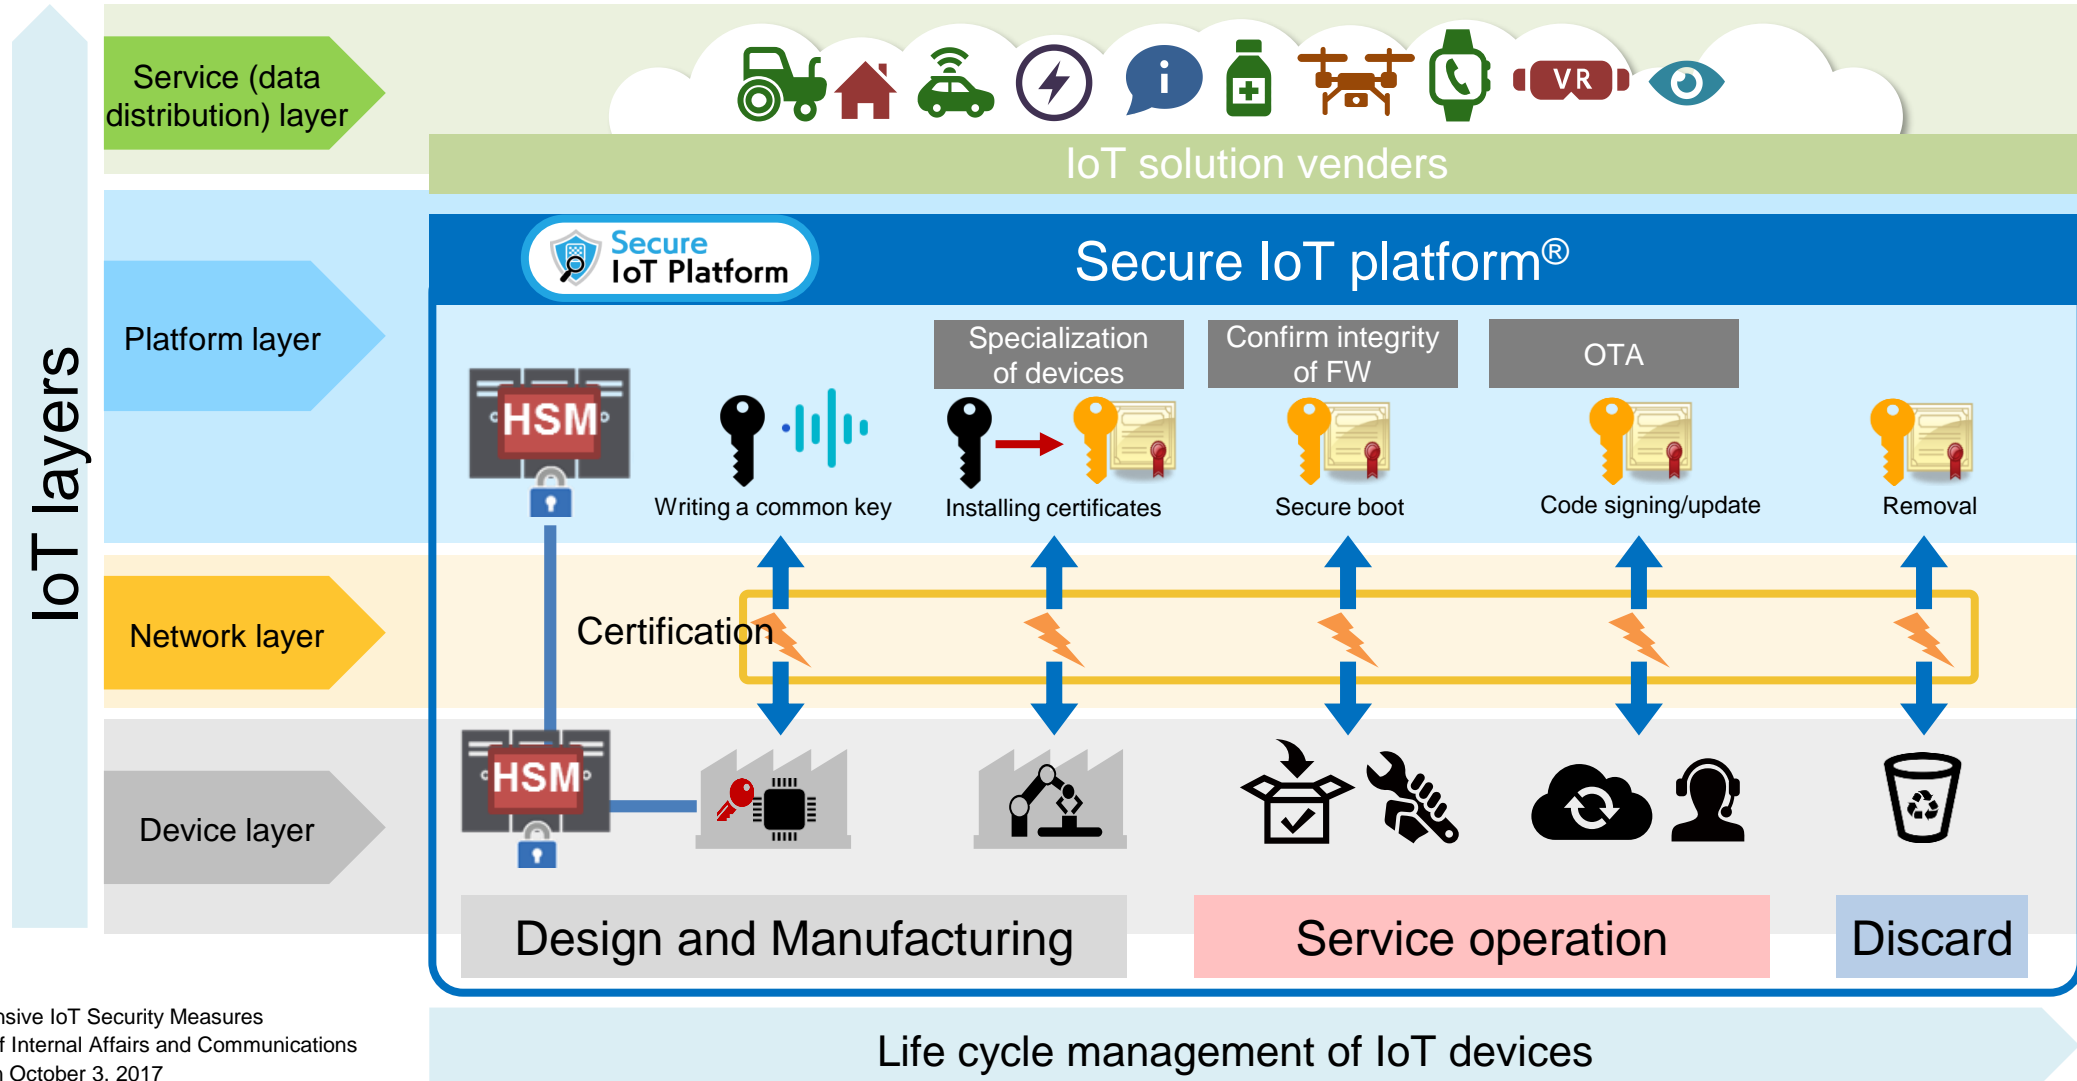 Service (data
distribution) layer
i
VR
IoT solution venders
Secure
IoT Platform
Secure IoT platform®
Platform layer
Specialization
of devices
Confirm integrity
of FW
OTA
HSM
Writing a common key
Installing certificates
Secure boot
Code signing/update
Removal
IoT layers
Network layer
Certification
Device layer
HSM
Design and Manufacturing
Service operation
Discard
IoT Security Measures
Internal Affairs and Communications
October 3, 2017
Life cycle management of IoT devices